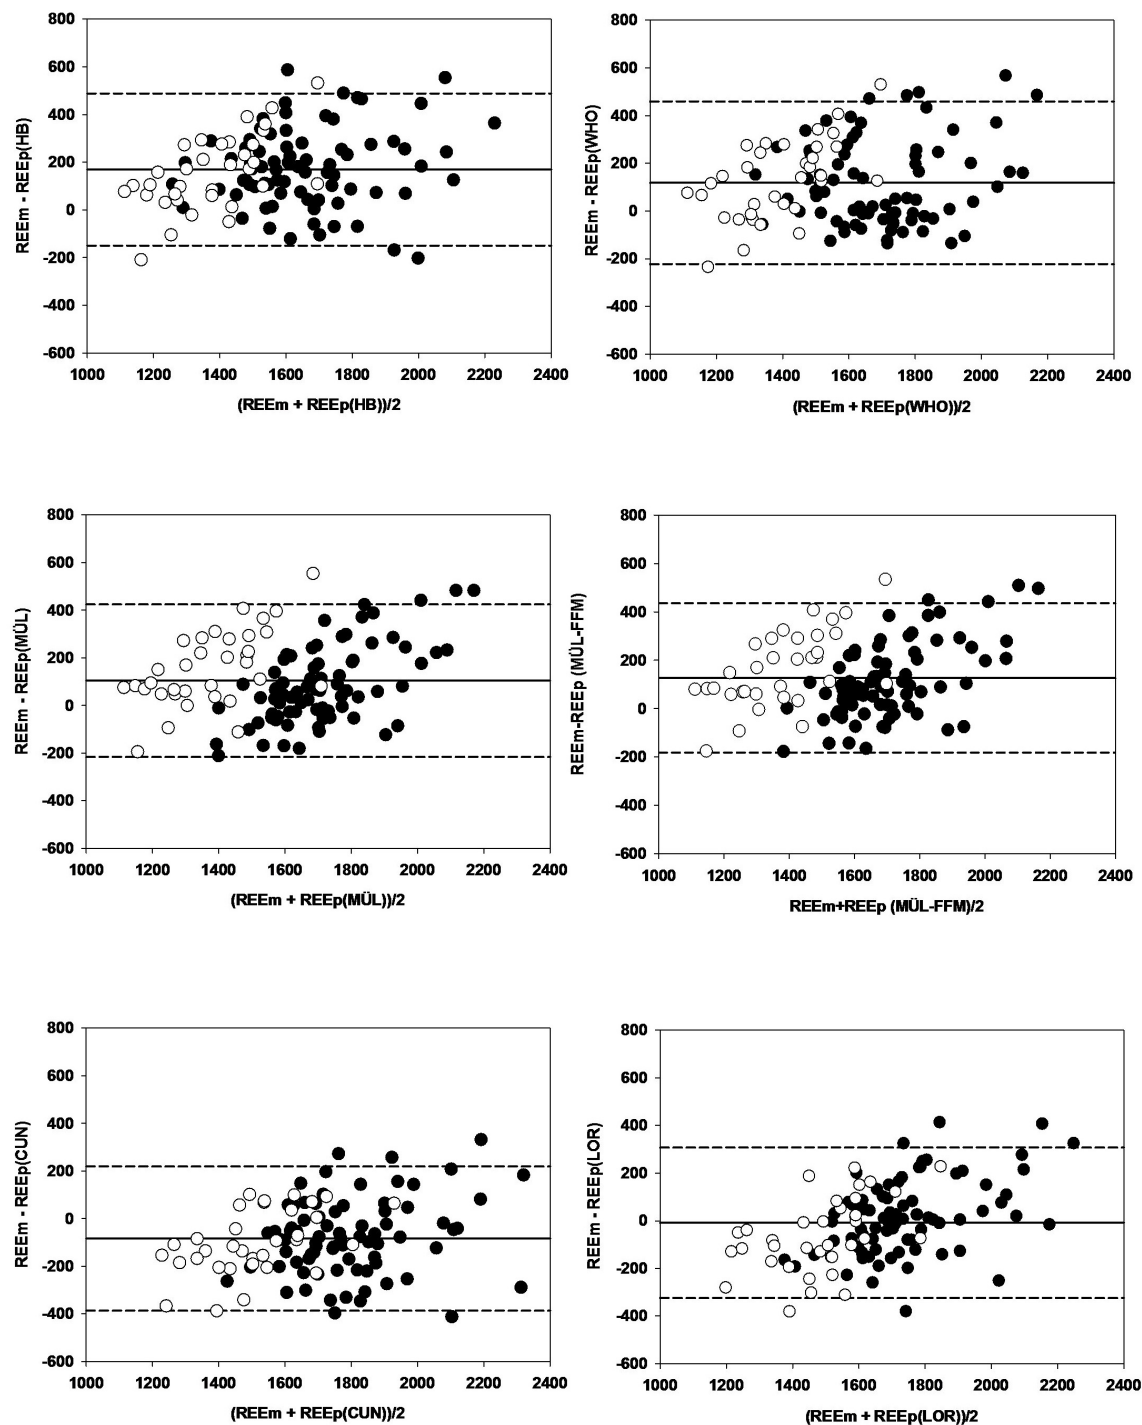 800
600
400
200
0
-200
-400
-600
REEm - REEp(HB)
1000 1200 1400 1600 1800 2000 2200 2400
(REEm + REEp(HB))/2
800
600
400
200
0
-200
-400
-600
REEm - REEp(WHO)
1000 1200 1400 1600 1800 2000 2200 2400
(REEm + REEp(WHO))/2
800
600
400
200
0
-200
-400
-600
REEm - REEp(MÜL)
1000 1200 1400 1600 1800 2000 2200 2400
(REEm + REEp(MÜL))/2
800
600
400
200
0
-200
-400
-600
REEm-REEp (MÜL-FFM)
1000 1200 1400 1600 1800 2000 2200 2400
REEm+REEp (MÜL-FFM)/2
800
600
400
200
0
-200
-400
-600
REEm - REEp(CUN)
1000 1200 1400 1600 1800 2000 2200 2400
(REEm + REEp(CUN))/2
800
600
400
200
0
-200
-400
-600
REEm - REEp(LOR)
1000 1200 1400 1600 1800 2000 2200 2400
(REEm + REEp(LOR))/2